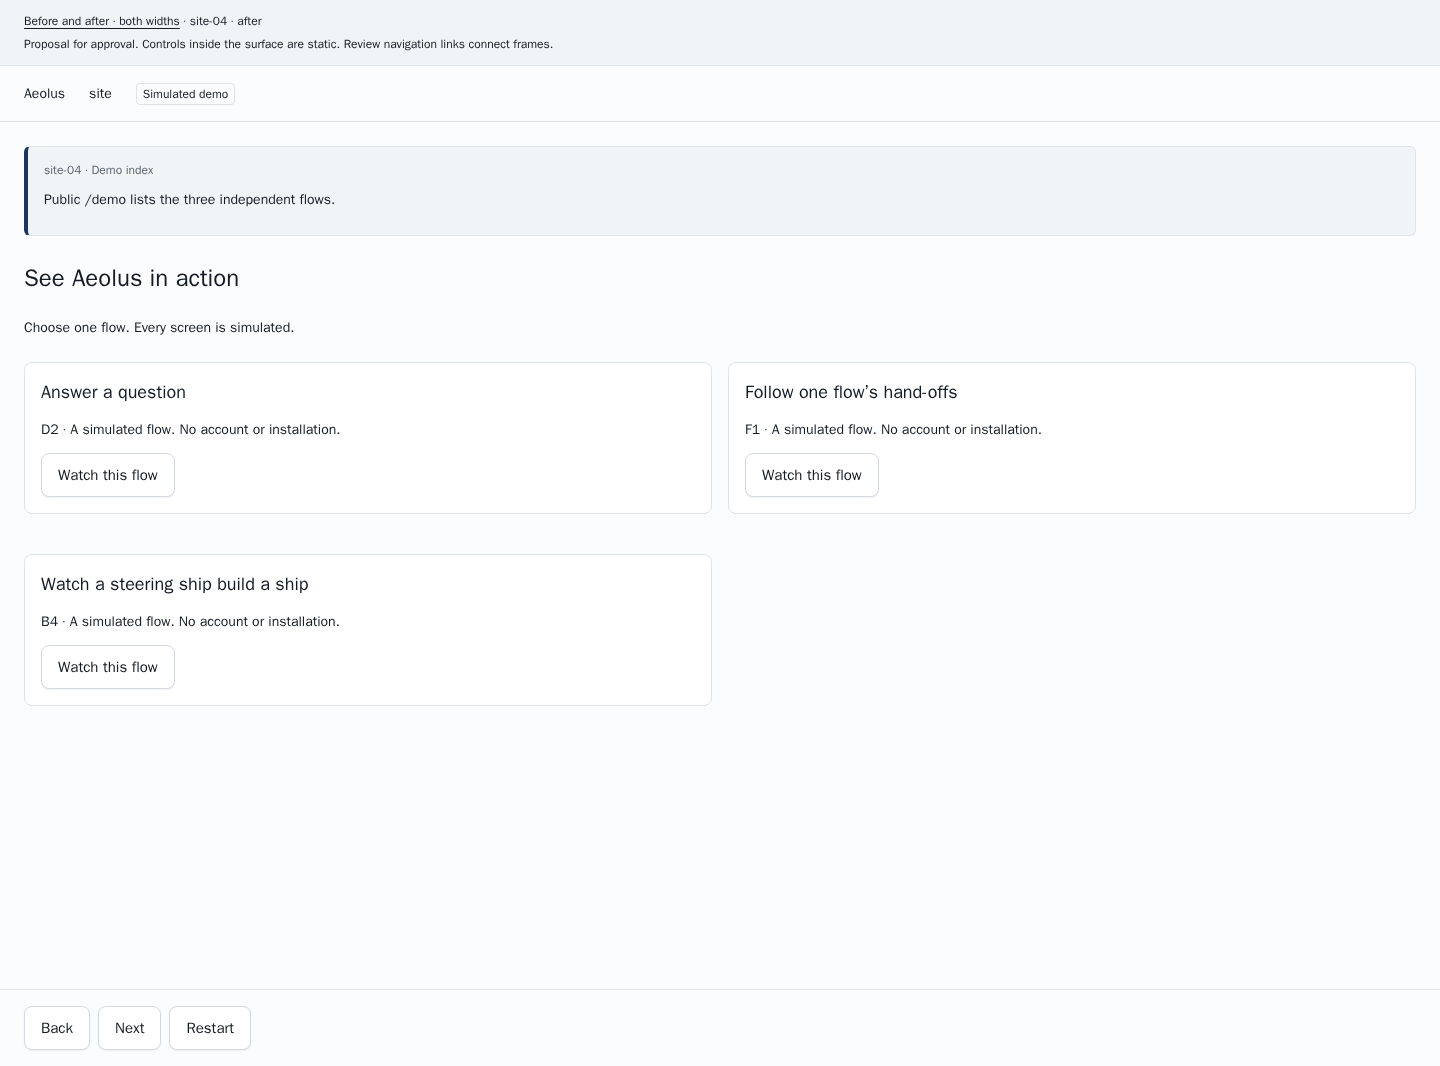 Before and after · both widths · site-04 · after
Proposal for approval. Controls inside the surface are static. Review navigation links connect frames.
Aeolus site Simulated demo
site-04 · Demo index
Public /demo lists the three independent flows.
See Aeolus in action
Choose one flow. Every screen is simulated.
Answer a question
D2 · A simulated flow. No account or installation.
Watch this flow
Follow one flow’s hand-offs
F1 · A simulated flow. No account or installation.
Watch this flow
Watch a steering ship build a ship
B4 · A simulated flow. No account or installation.
Watch this flow
Back Next Restart